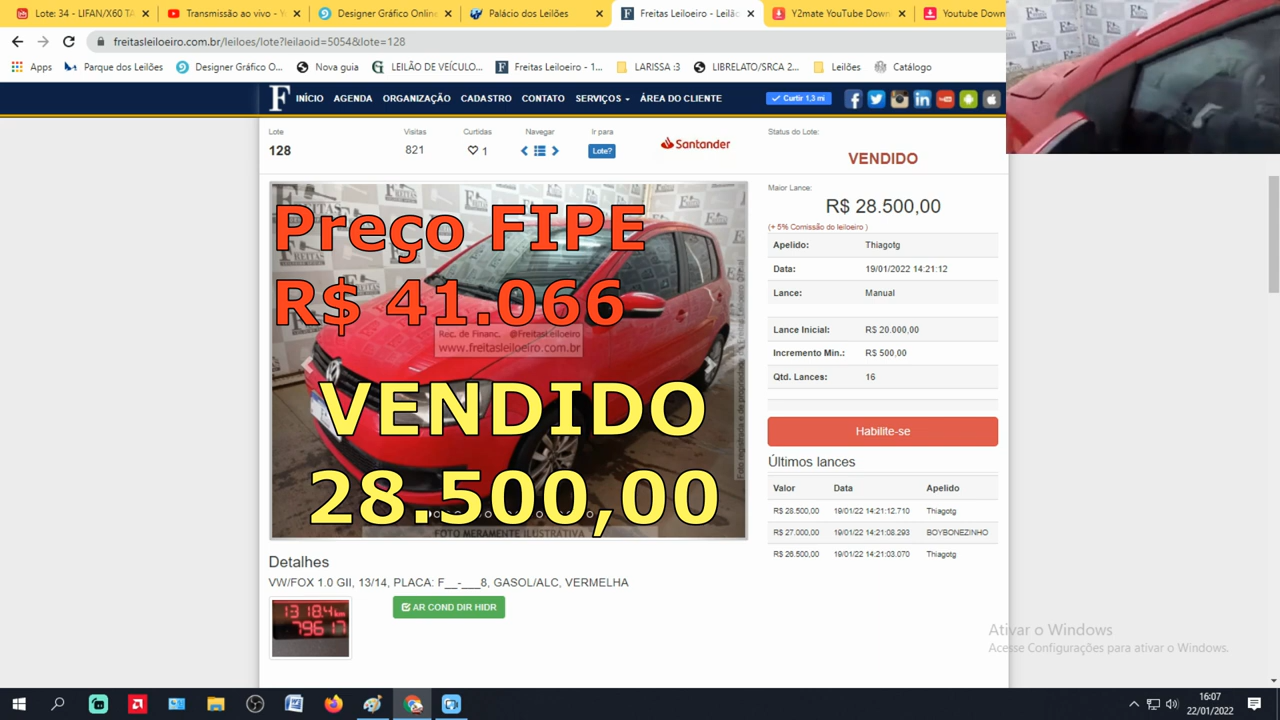 Lote: 34 - LIFAN/X60 TA
Transmissão ao vivo - Y
Designer Gráfico Online
Palácio dos Leilões
Freitas Leiloeiro - Leilão
Y2mate YouTube Down
Youtube Down
freitasleiloeiro.com.br/leiloes/lote?leilaoid=5054&lote=128
Apps
Parque dos Leilões
Designer Gráfico O...
Nova guia
LEILÃO DE VEÍCULO...
Freitas Leiloeiro - 1...
LARISSA :3
LIBRELATO/SRCA 2...
Leilões
Catálogo
F INÍCIO AGENDA ORGANIZAÇÃO CADASTRO CONTATO SERVIÇOS ÁREA DO CLIENTE
Curtir 1,3 mi
Lote
128
Visitas
821
Curtidas
1
Navegar
Ir para
Lote?
Santander
Status do Lote:
VENDIDO
Preço FIPE
R$ 41.066
Rec. de Financ. @FreitasLeiloeiro
www.freitasleiloeiro.com.br
VENDIDO
28.500,00
FOTO MERAMENTE ILUSTRATIVA
Maior Lance:
R$ 28.500,00
(+ 5% Comissão do leiloeiro )
Apelido: Thiagotg
Data: 19/01/2022 14:21:12
Lance: Manual
Lance Inicial: R$ 20.000,00
Incremento Min.: R$ 500,00
Qtd. Lances: 16
Habilite-se
Últimos lances
Valor Data Apelido
R$ 28.500,00 19/01/22 14:21:12.710 Thiagotg
R$ 27.000,00 19/01/22 14:21:08.293 BOYBONEZINHO
R$ 26.500,00 19/01/22 14:21:03.070 Thiagotg
Detalhes
VW/FOX 1.0 GII, 13/14, PLACA: F__-___8, GASOL/ALC, VERMELHA
1318.4 km
79617
AR COND DIR HIDR
Ativar o Windows
Acesse Configurações para ativar o Windows.
16:07
22/01/2022